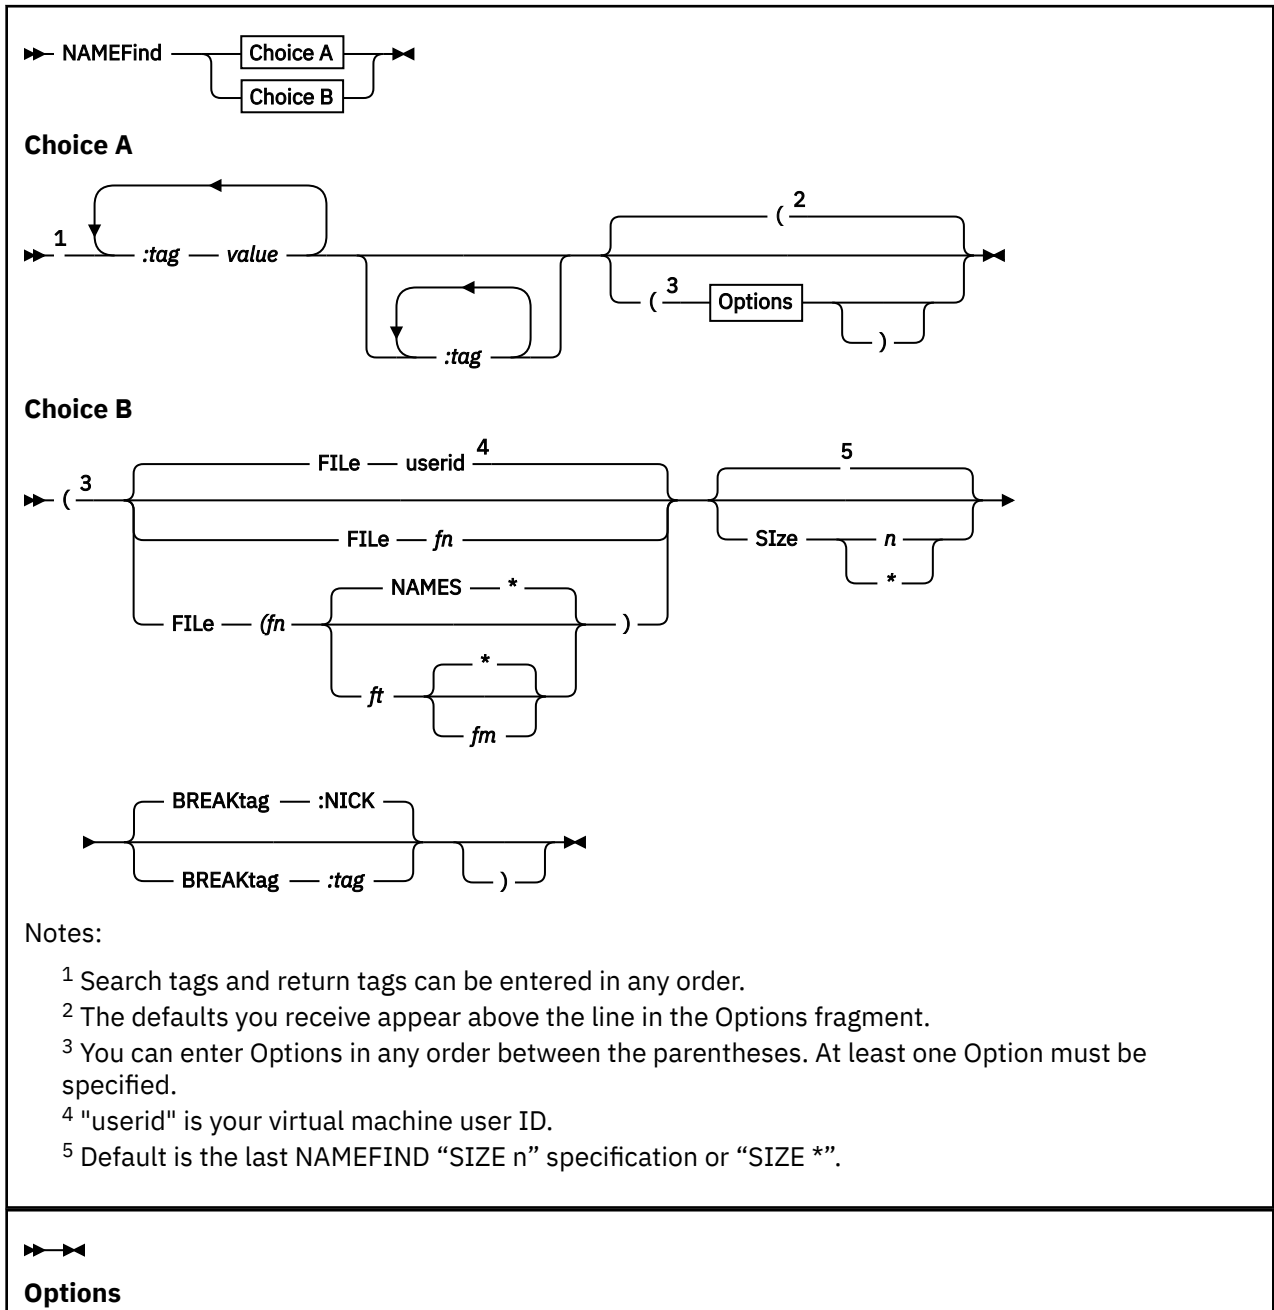 NAMEFind Choice A
Choice B
Choice A
( 2
1 :tag value
( 3 Options
)
:tag
Choice B
FILe userid 4 5
( 3
FILe fn SIze n
*
NAMES *
FILe (fn )
*
ft
fm
BREAKtag :NICK
BREAKtag :tag )
Notes:
1 Search tags and return tags can be entered in any order.
2 The defaults you receive appear above the line in the Options fragment.
3 You can enter Options in any order between the parentheses. At least one Option must be
specified.
4 "userid" is your virtual machine user ID.
5 Default is the last NAMEFIND “SIZE n” specification or “SIZE *”.
Options